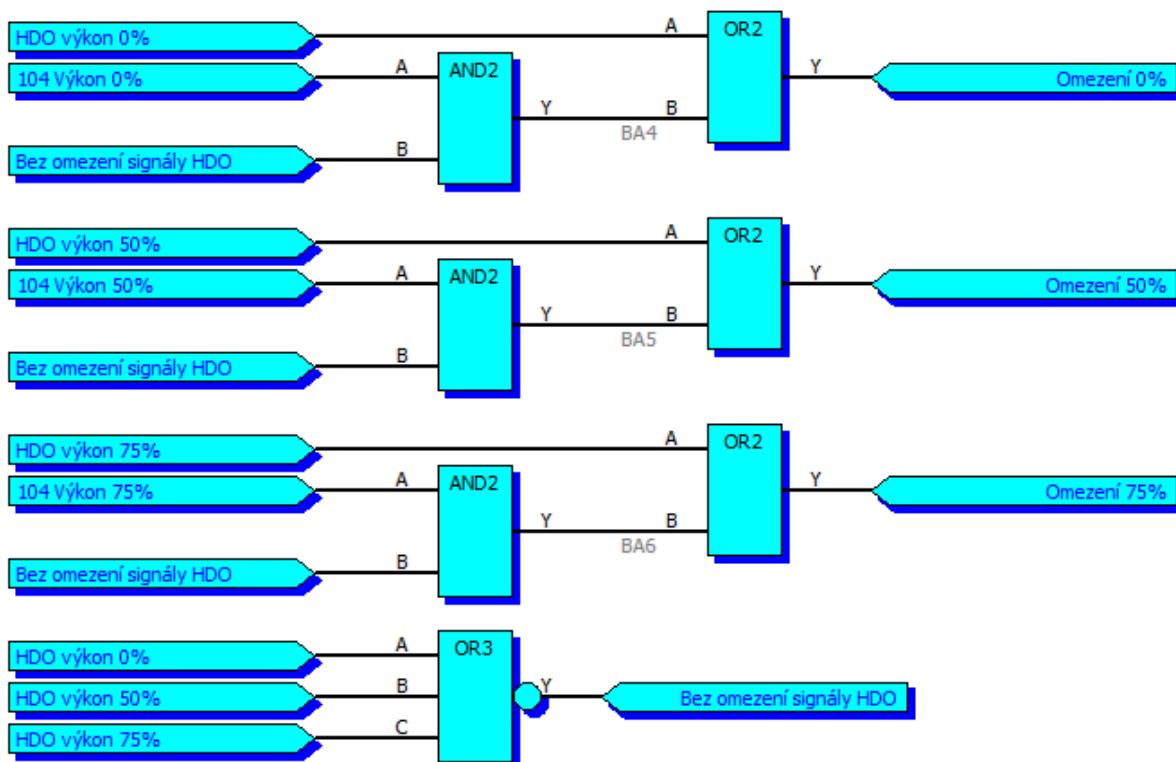 HDO výkon 0%
A
OR2
104 Výkon 0%
A
AND2
Y
Omezení 0%
Y
B
BA4
Bez omezení signály HDO
B
HDO výkon 50%
A
OR2
104 Výkon 50%
A
AND2
Y
Omezení 50%
Y
B
BA5
Bez omezení signály HDO
B
HDO výkon 75%
A
OR2
104 Výkon 75%
A
AND2
Y
Omezení 75%
Y
B
BA6
Bez omezení signály HDO
B
HDO výkon 0%
A
OR3
HDO výkon 50%
B
Y
Bez omezení signály HDO
HDO výkon 75%
C